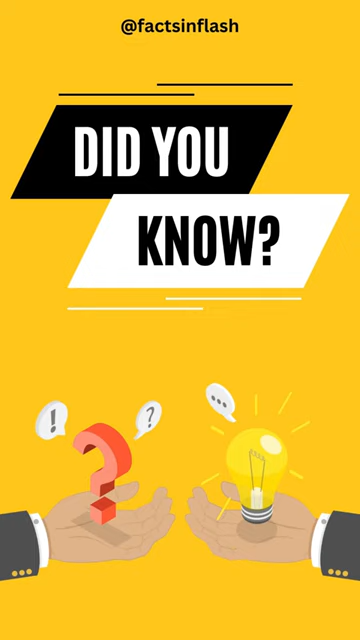 @factsinflash
DID YOU
KNOW?
!
?
...
?